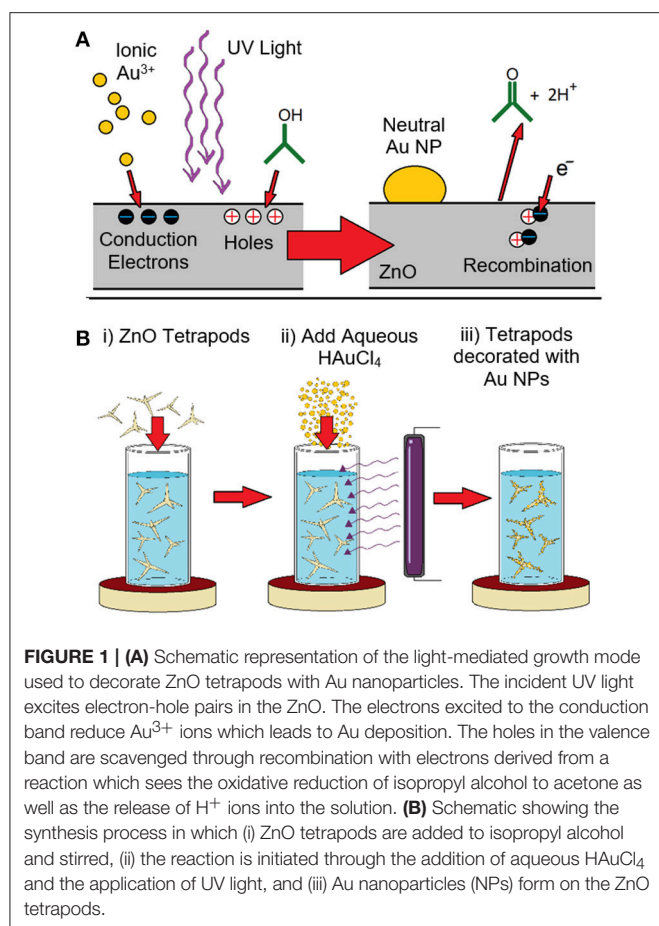 A
Ionic
Au³⁺
UV Light
OH
O
+ 2H⁺
Neutral
Au NP
e⁻
Conduction
Electrons
Holes
ZnO
Recombination
B
i) ZnO Tetrapods
ii) Add Aqueous
HAuCl₄
iii) Tetrapods
decorated with
Au NPs
FIGURE 1 | (A) Schematic representation of the light-mediated growth mode
used to decorate ZnO tetrapods with Au nanoparticles. The incident UV light
excites electron-hole pairs in the ZnO. The electrons excited to the conduction
band reduce Au³⁺ ions which leads to Au deposition. The holes in the valence
band are scavenged through recombination with electrons derived from a
reaction which sees the oxidative reduction of isopropyl alcohol to acetone as
well as the release of H⁺ ions into the solution. (B) Schematic showing the
synthesis process in which (i) ZnO tetrapods are added to isopropyl alcohol
and stirred, (ii) the reaction is initiated through the addition of aqueous HAuCl₄
and the application of UV light, and (iii) Au nanoparticles (NPs) form on the ZnO
tetrapods.